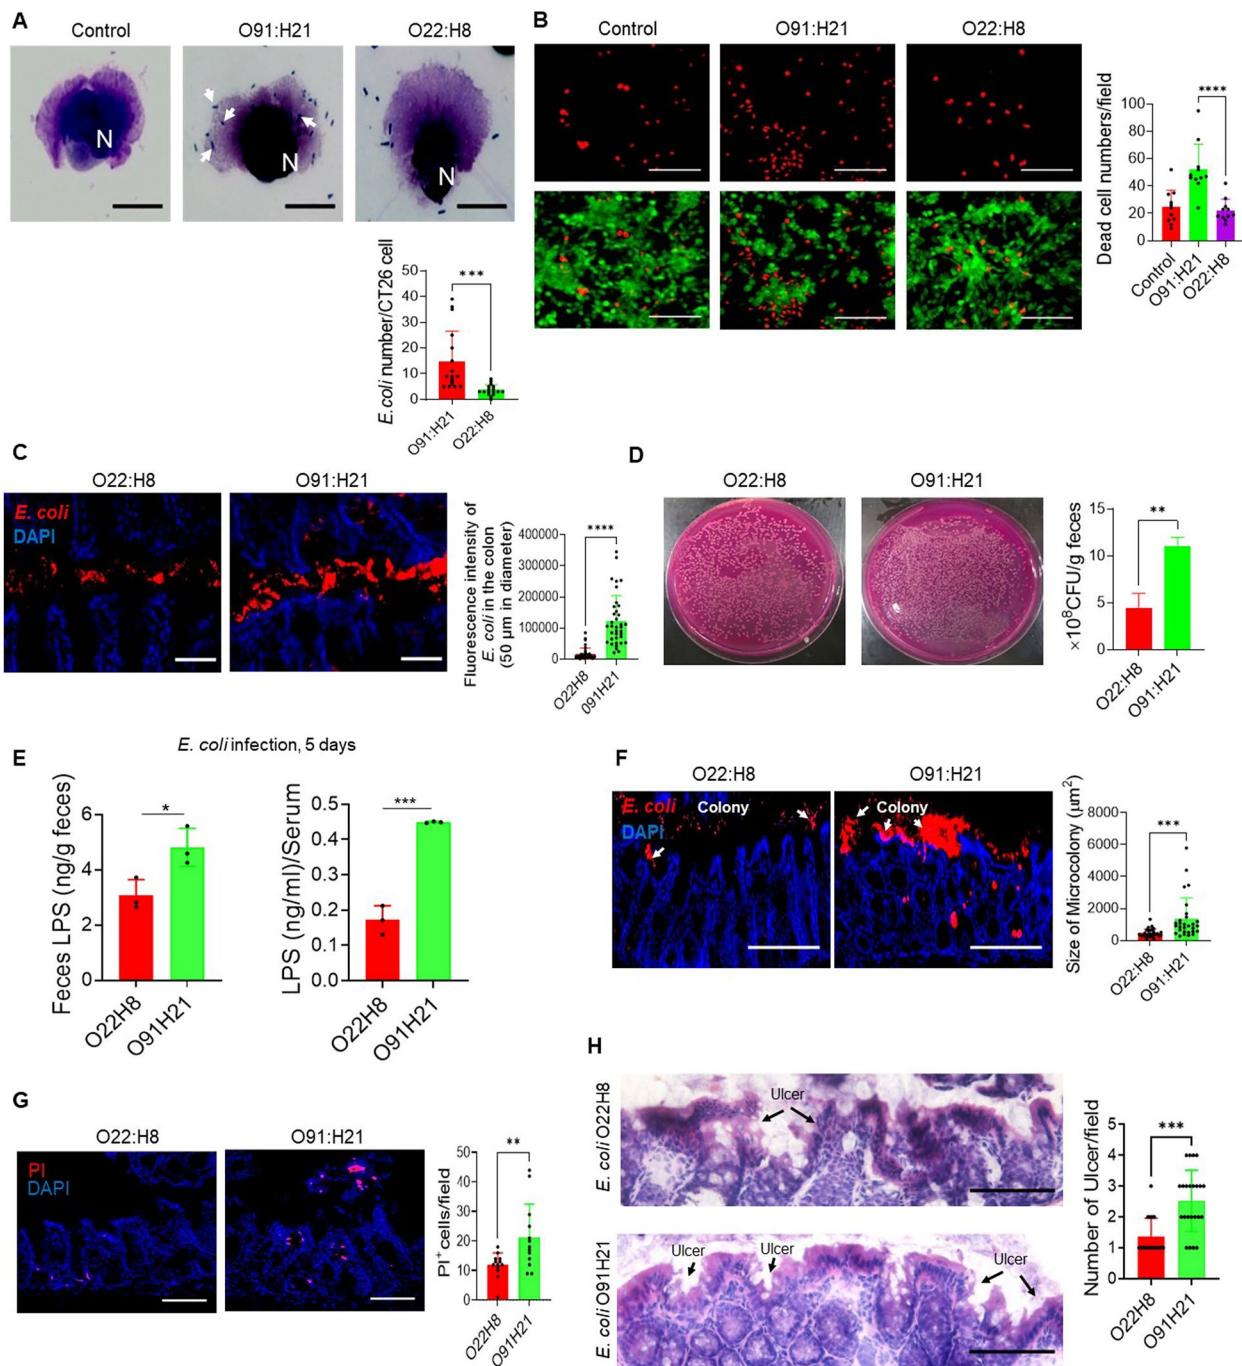 A
Control
O91:H21
O22:H8
N
N
N
E.coli number/CT26 cell
50
40
30
20
10
0
***
O91:H21
O22:H8
B
Control
O91:H21
O22:H8
Dead cell numbers/field
100
80
60
40
20
0
****
Control
O91:H21
O22:H8
C
O22:H8
O91:H21
E. coli
DAPI
Fluorescence intensity of
E. coli in the colon
(50 µm in diameter)
400000
300000
200000
100000
0
****
O22H8
091H21
D
O22:H8
O91:H21
×10⁸CFU/g feces
15
10
5
0
**
O22:H8
O91:H21
E
E. coli infection, 5 days
Feces LPS (ng/g feces)
6
4
2
0
*
O22H8
O91H21
LPS (ng/ml)/Serum
0.5
0.4
0.3
0.2
0.1
0.0
***
O22H8
O91H21
F
O22:H8
O91:H21
E. coli
DAPI
Colony
Colony
Size of Microcolony (µm²)
8000
6000
4000
2000
0
***
O22:H8
O91:H21
G
O22:H8
O91:H21
PI
DAPI
PI⁺ cells/field
50
40
30
20
10
0
**
O22H8
O91H21
H
E. coli O22H8
Ulcer
E. coli O91H21
Ulcer
Ulcer
Ulcer
Number of Ulcer/field
5
4
3
2
1
0
***
O22H8
O91H21